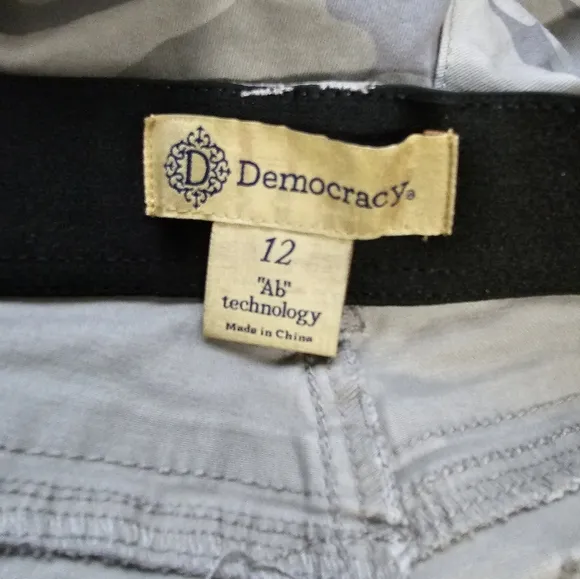 D Democracy®
12
"Ab"
technology
Made in China